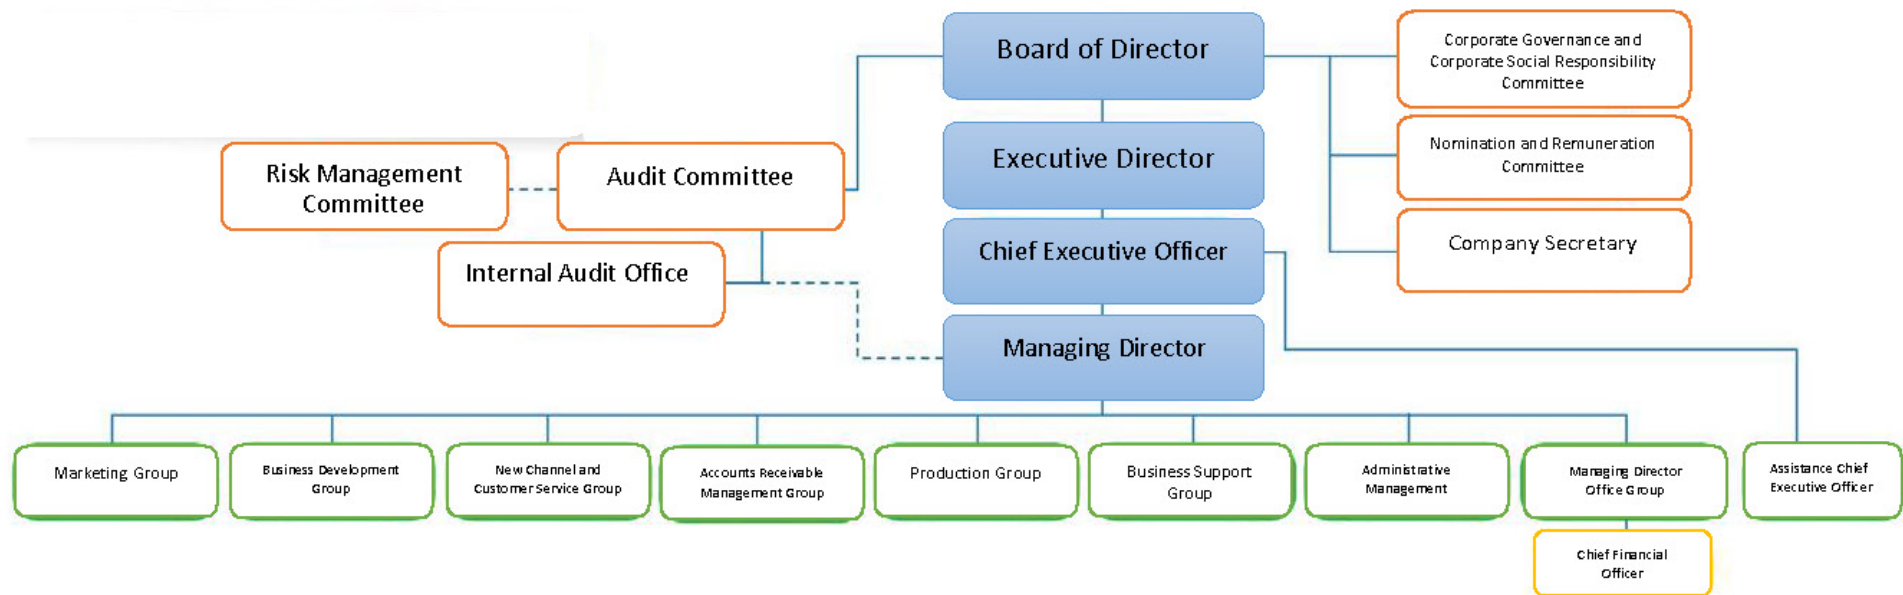 Board of Director
Corporate Governance and
Corporate Social Responsibility
Committee
Executive Director
Nomination and Remuneration
Committee
Risk Management
Committee
Audit Committee
Chief Executive Officer
Company Secretary
Internal Audit Office
Managing Director
Marketing Group
Business Development
Group
New Channel and
Customer Service Group
Accounts Receivable
Management Group
Production Group
Business Support
Group
Administrative
Management
Managing Director
Office Group
Assistance Chief
Executive Officer
Chief Financial
Officer